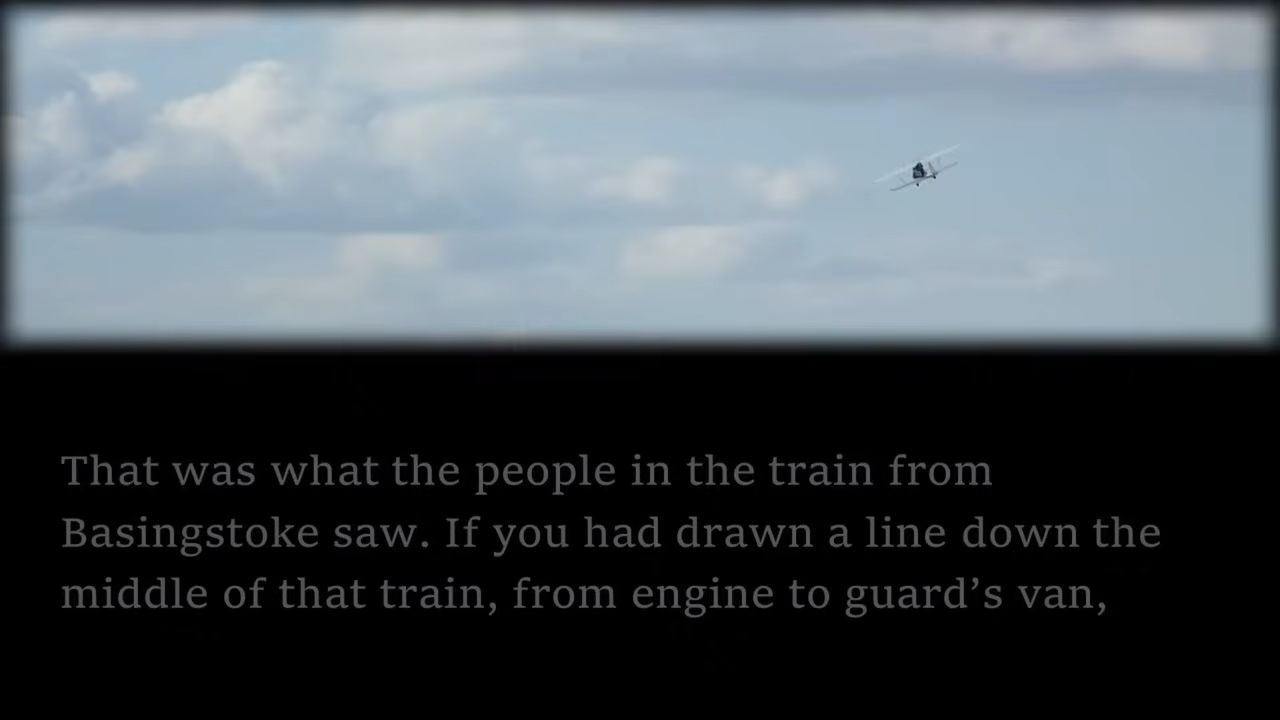 That was what the people in the train from
Basingstoke saw. If you had drawn a line down the
middle of that train, from engine to guard’s van,